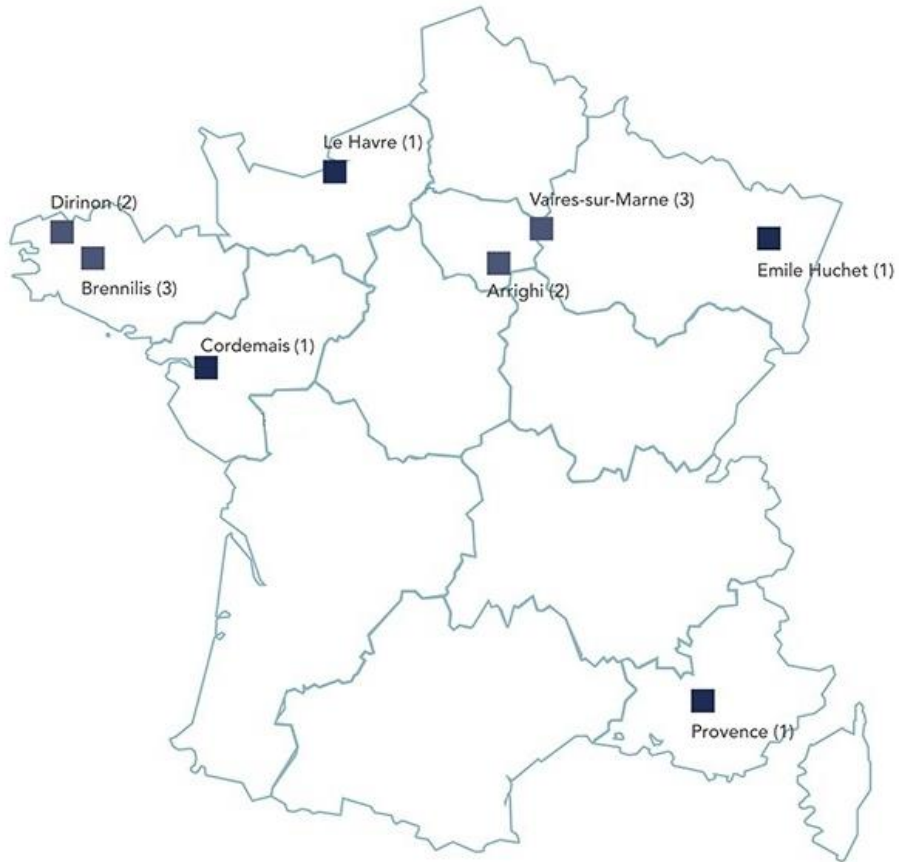 Le Havre (1)
Dirinon (2)
Vaires-sur-Marne (3)
Emile Huchet (1)
Brennilis (3)
Arrighi (2)
Cordemais (1)
Provence (1)